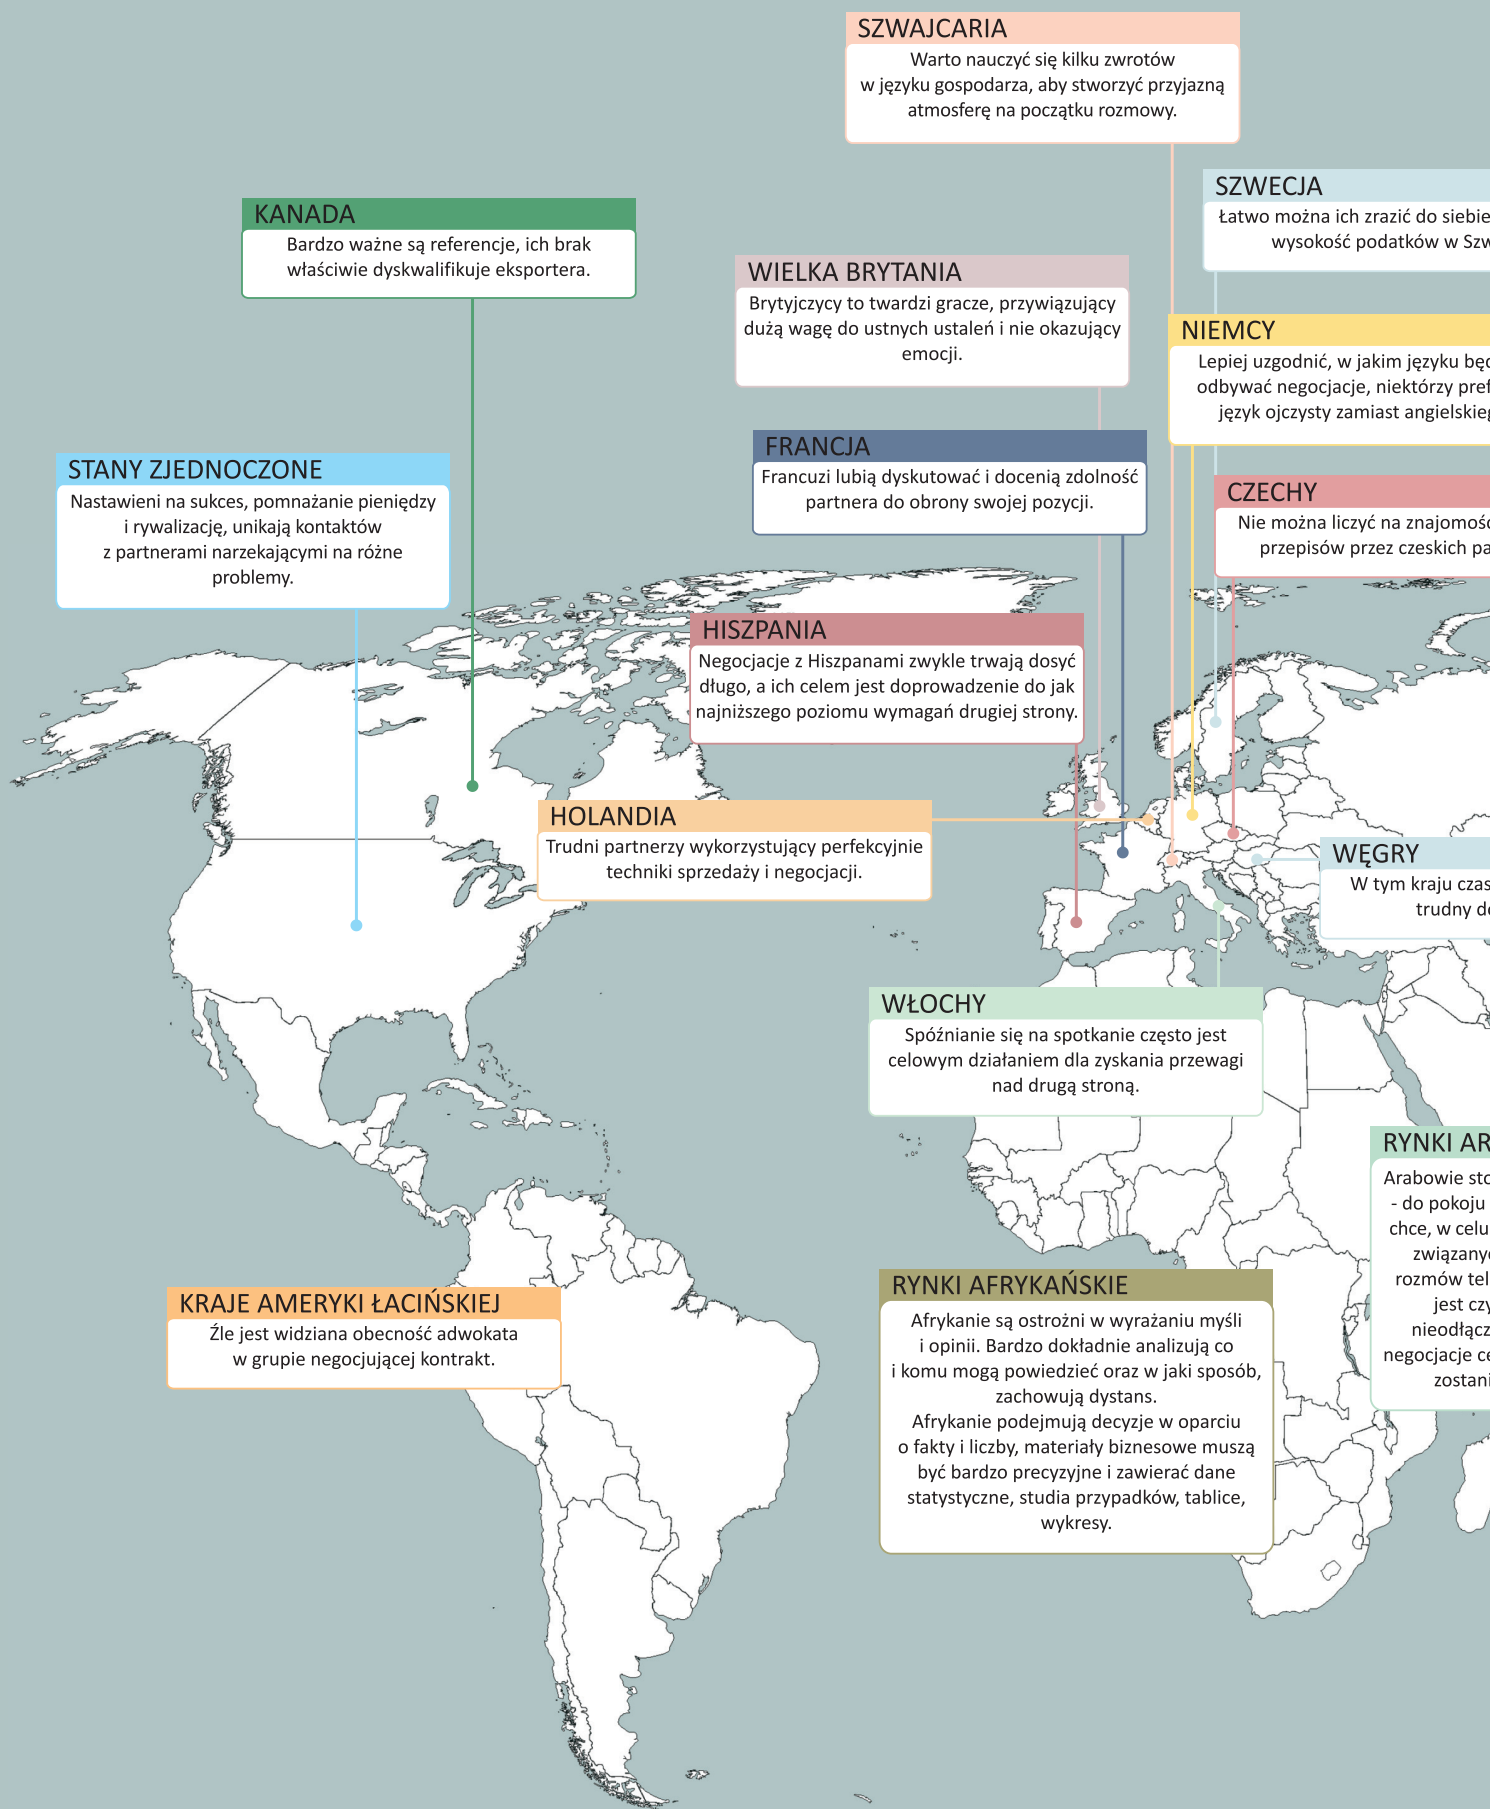 SZWAJCARIA
Warto nauczyć się kilku zwrotów
w języku gospodarza, aby stworzyć przyjazną
atmosferę na początku rozmowy.
SZWECJA
Łatwo można ich zrazić do siebie
wysokość podatków w
KANADA
Bardzo ważne są referencje, ich brak
właściwie dyskwalifikuje eksportera.
WIELKA BRYTANIA
Brytyjczycy to twardzi gracze, przywiązujący
dużą wagę do ustnych ustaleń i nie okazujący
emocji.
NIEMCY
Lepiej uzgodnić, w jakim języku
odbywać negocjacje, niektórzy
język ojczysty zamiast
FRANCJA
Francuzi lubią dyskutować i docenią zdolność
partnera do obrony swojej pozycji.
STANY ZJEDNOCZONE
Nastawieni na sukces, pomnażanie pieniędzy
i rywalizację, unikają kontaktów
z partnerami narzekającymi na różne
problemy.
CZECHY
Nie można liczyć na
przepisów przez czeskich
HISZPANIA
Negocjacje z Hiszpanami zwykle trwają dosyć
długo, a ich celem jest doprowadzenie do jak
najniższego poziomu wymagań drugiej strony.
HOLANDIA
Trudni partnerzy wykorzystujący perfekcyjnie
techniki sprzedaży i negocjacji.
WĘGRY
W tym kraju czas
trudny
WŁOCHY
Spóźnianie się na spotkanie często jest
celowym działaniem dla zyskania przewagi
nad drugą stroną.
RYNKI
Arabowie
- do pokoju
chce, w celu
rozmów
jest
negocjacje
RYNKI AFRYKAŃSKIE
Afrykanie są ostrożni w wyrażaniu myśli
i opinii. Bardzo dokładnie analizują co
i komu mogą powiedzieć oraz w jaki sposób,
zachowują dystans.
Afrykanie podejmują decyzje w oparciu
o fakty i liczby, materiały biznesowe muszą
być bardzo precyzyjne i zawierać dane
statystyczne, studia przypadków, tablice,
wykresy.
KRAJE AMERYKI ŁACIŃSKIEJ
Źle jest widziana obecność adwokata
w grupie negocjującej kontrakt.